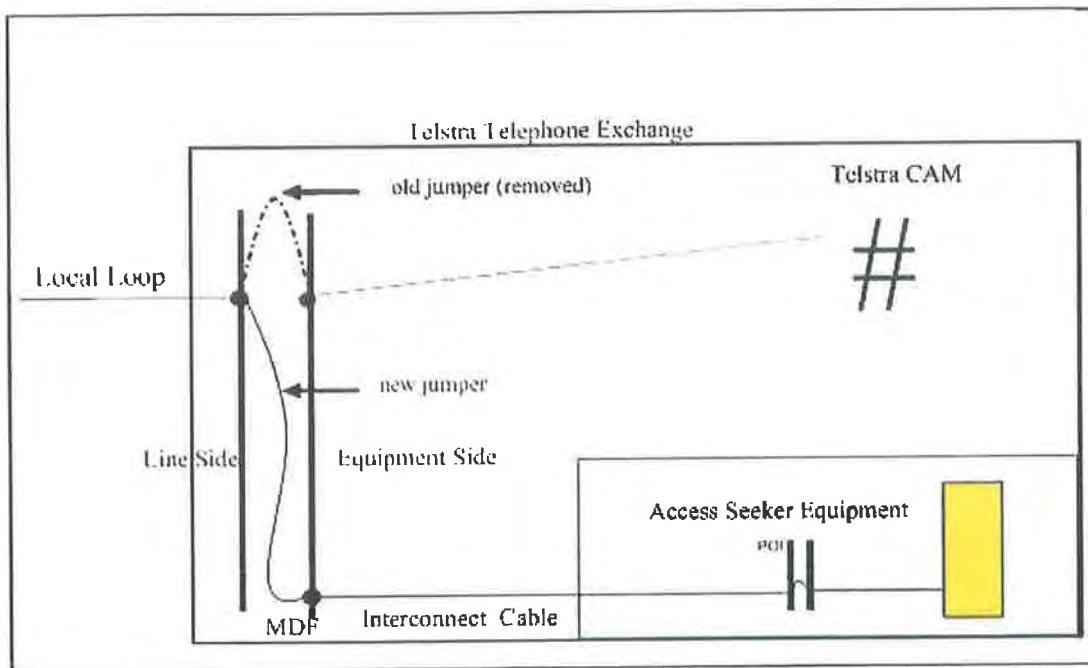 Telstra Telephone Exchange
old jumper (removed)
Telstra CAM
Local Loop
new jumper
Line Side
Equipment Side
Access Seeker Equipment
POI
MDF
Interconnect Cable